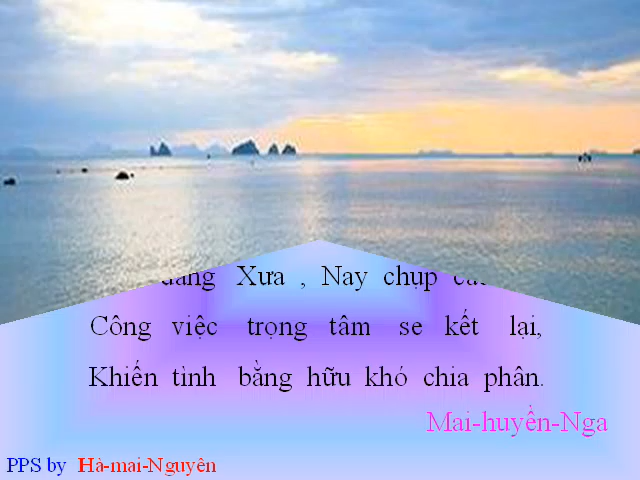 Xưa , Nay chụp
Công việc trọng tâm se kết lại,
Khiến tình bằng hữu khó chia phân.
Mai-huyền-Nga
PPS by Hà-mai-Nguyên